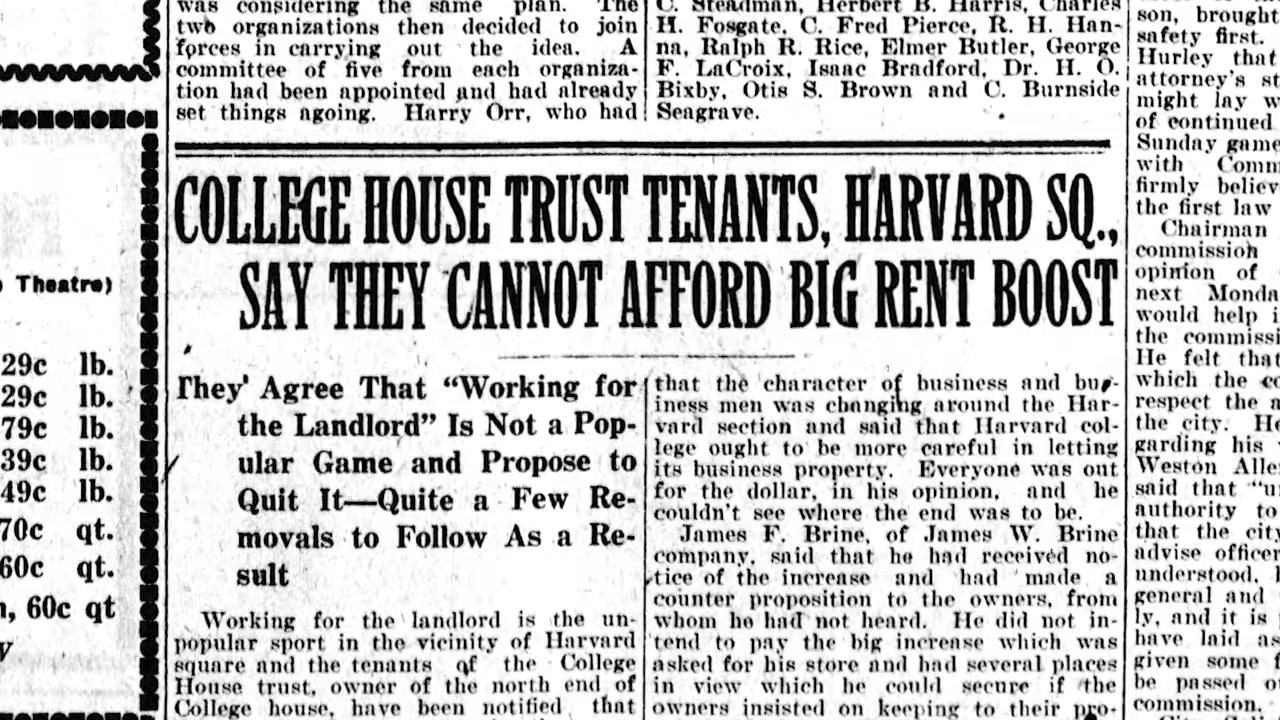 was considering the same plan. The
two organizations then decided to join
forces in carrying out the idea. A
committee of five from each organiza-
tion had been appointed and had already
set things agoing. Harry Orr, who had
C. Steadman, Herbert B. Harris, Charles
H. Fosgate, C. Fred Pierce, R. H. Han-
na, Ralph R. Rice, Elmer Butler, George
F. LaCroix, Isaac Bradford, Dr. H. O.
Bixby, Otis S. Brown and C. Burnside
Seagrave.
COLLEGE HOUSE TRUST TENANTS, HARVARD SQ.,
SAY THEY CANNOT AFFORD BIG RENT BOOST
They Agree That “Working for
the Landlord” Is Not a Pop-
ular Game and Propose to
Quit It—Quite a Few Re-
movals to Follow As a Re-
sult
Working for the landlord is the un-
popular sport in the vicinity of Harvard
square and the tenants of the College
House trust, owner of the north end of
College house, have been notified that
that the character of business and bus-
iness men was changing around the Har-
vard section and said that Harvard col-
lege ought to be more careful in letting
its business property. Everyone was out
for the dollar, in his opinion, and he
couldn't see where the end was to be.
James F. Brine, of James W. Brine
company, said that he had received no-
tice of the increase and had made a
counter proposition to the owners, from
whom he had not heard. He did not in-
tend to pay the big increase which was
asked for his store and had several places
in view which he could secure if the
owners insisted on keeping to their pro-
Theatre)
29c lb.
29c lb.
79c lb.
39c lb.
49c lb.
70c qt.
60c qt.
60c qt
son, brought
safety first.
Hurley that
attorney's
might lay
of continued
Sunday game
with
firmly
the first law
Chairman
commission
opinion of
next
would help
the
He felt
which the
respect the
the city. He
garding his
Weston
said that
authority to
that the city
advise
understood,
general and
ly, and it is
have laid
given some
be passed
commission.